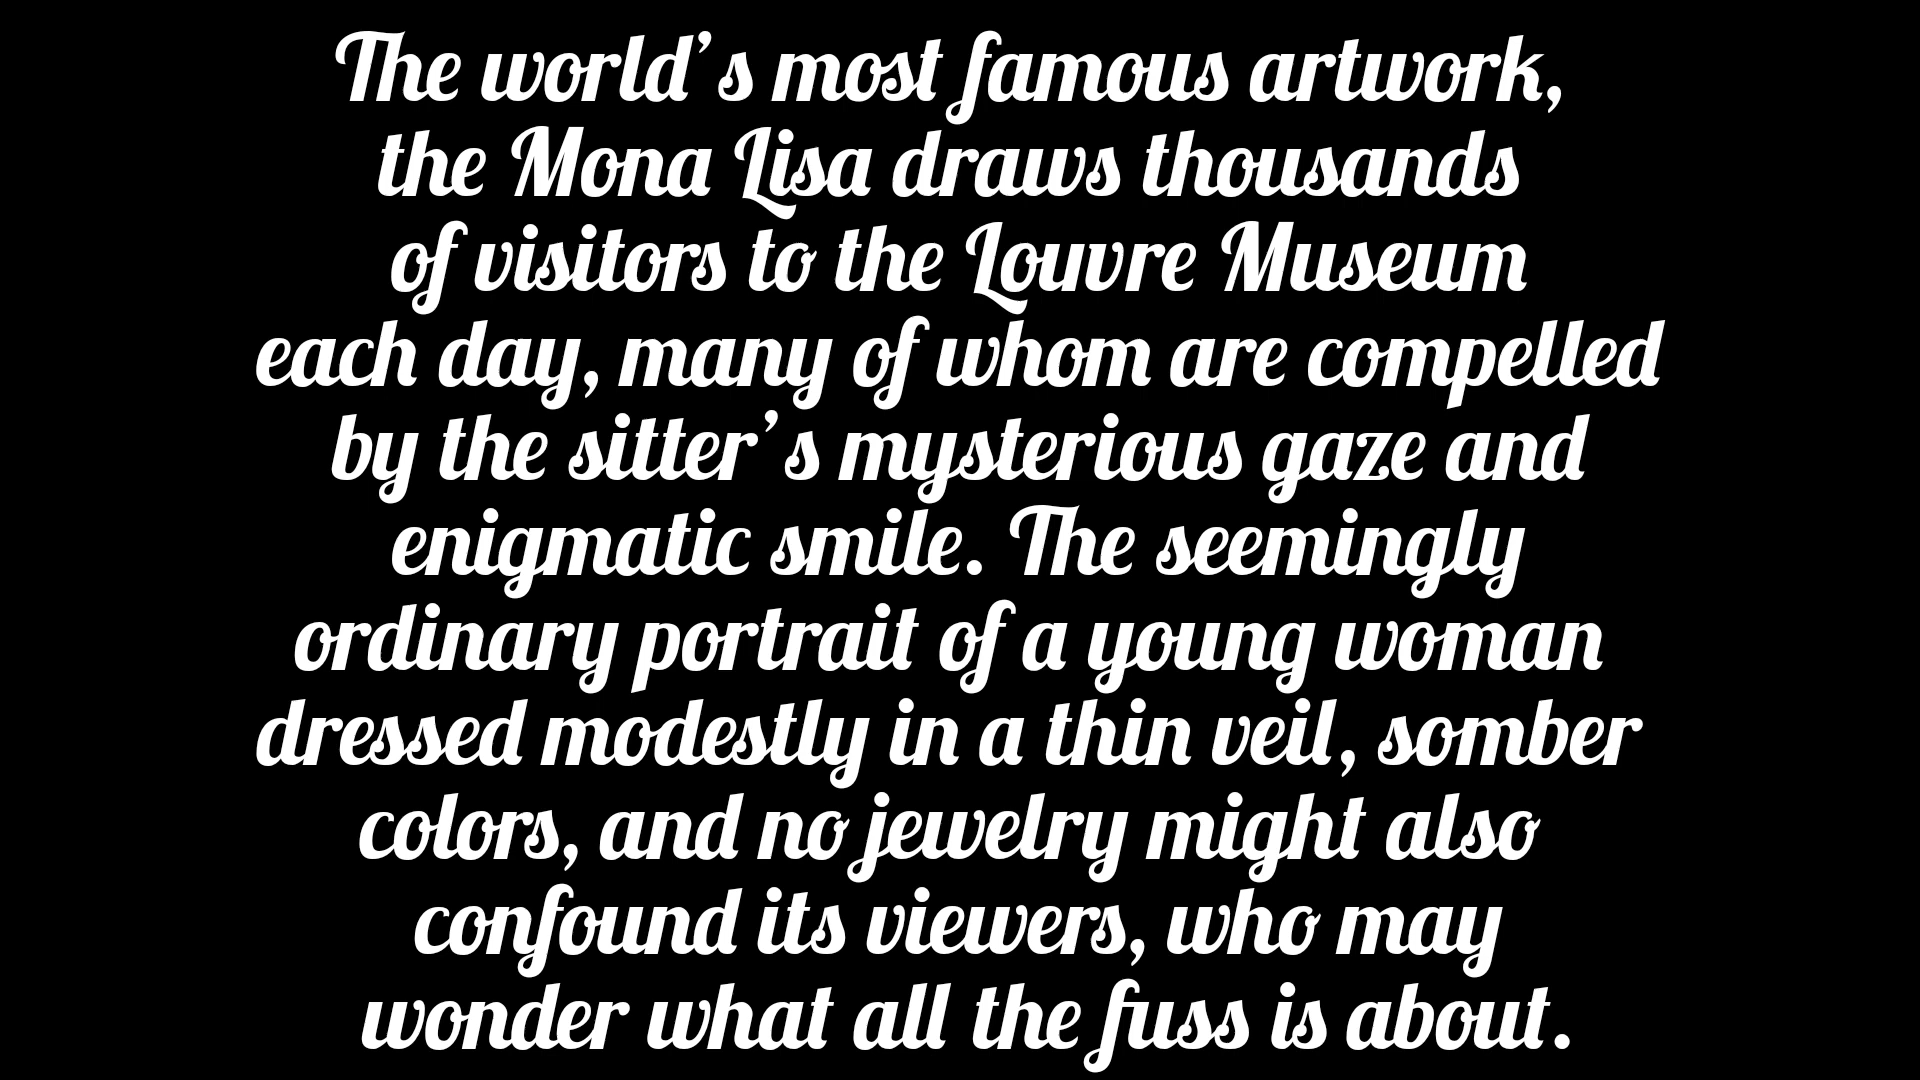 The world’s most famous artwork,
the Mona Lisa draws thousands
of visitors to the Louvre Museum
each day, many of whom are compelled
by the sitter’s mysterious gaze and
enigmatic smile. The seemingly
ordinary portrait of a young woman
dressed modestly in a thin veil, somber
colors, and no jewelry might also
confound its viewers, who may
wonder what all the fuss is about.